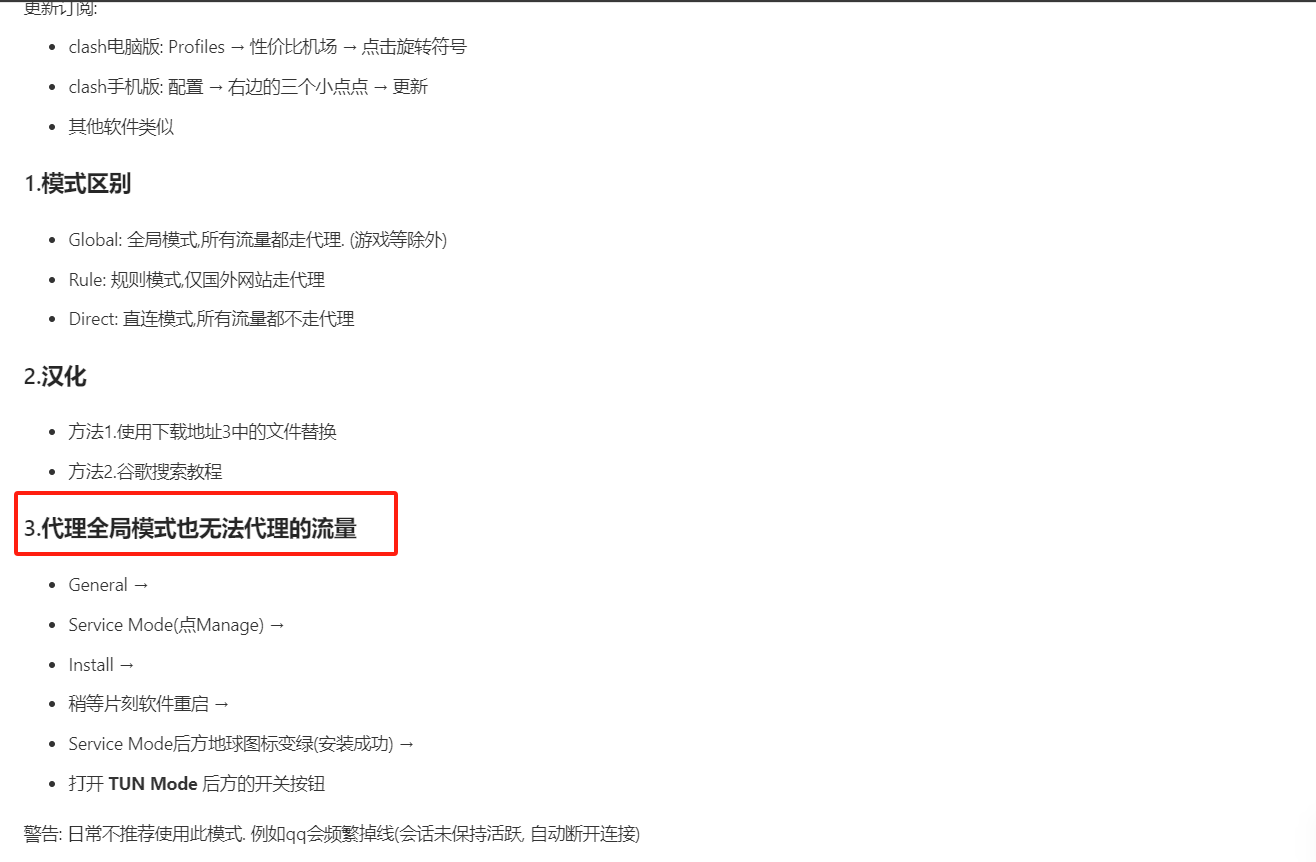 更新订阅:
clash电脑版: Profiles → 性价比机场 → 点击旋转符号
clash手机版: 配置 → 右边的三个小点点 → 更新
其他软件类似
1.模式区别
Global: 全局模式,所有流量都走代理. (游戏等除外)
Rule: 规则模式,仅国外网站走代理
Direct: 直连模式,所有流量都不走代理
2.汉化
方法1.使用下载地址3中的文件替换
方法2.谷歌搜索教程
3.代理全局模式也无法代理的流量
General →
Service Mode(点Manage) →
Install →
稍等片刻软件重启 →
Service Mode后方地球图标变绿(安装成功) →
打开 TUN Mode 后方的开关按钮
警告: 日常不推荐使用此模式. 例如qq会频繁掉线(会话未保持活跃, 自动断开连接)